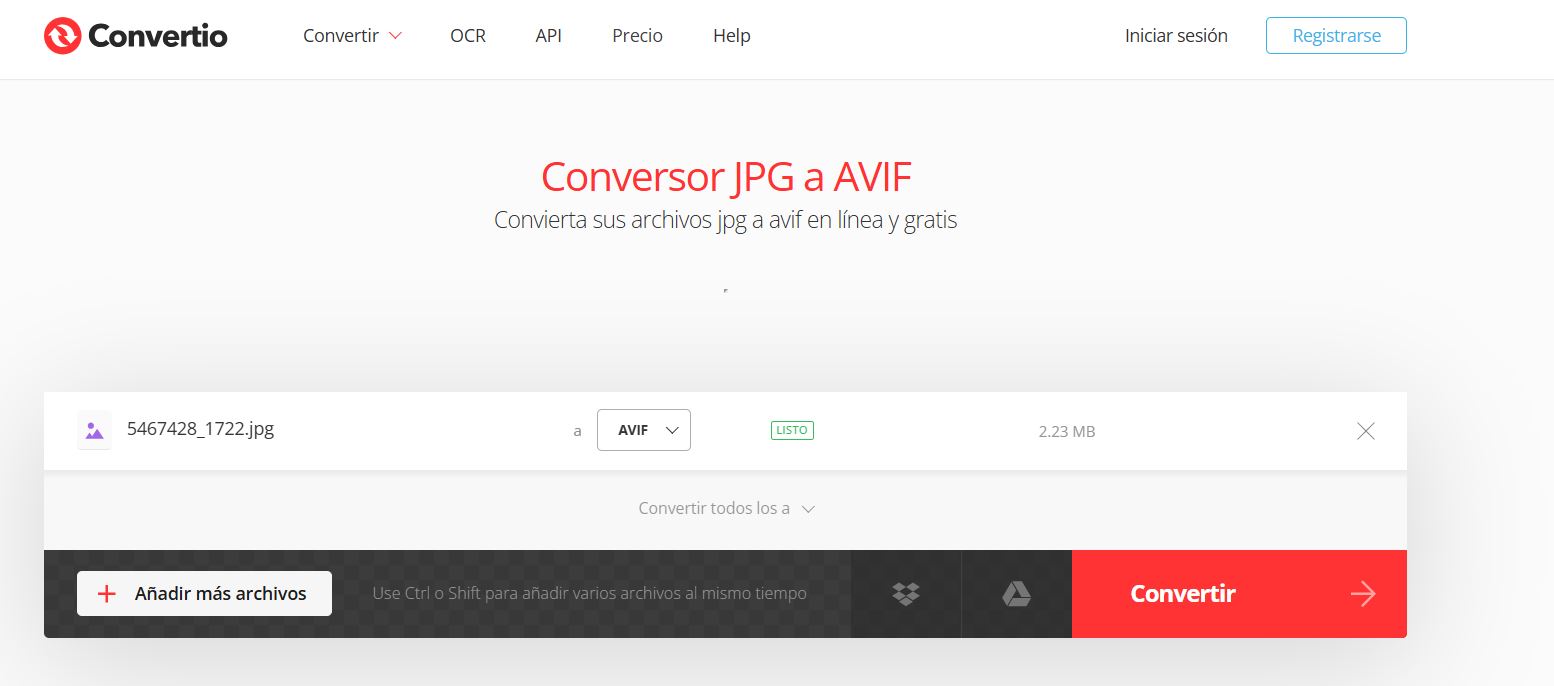 Convertio Convertir OCR API Precio Help Iniciar sesión Registrarse
Conversor JPG a AVIF
Convierta sus archivos jpg a avif en línea y gratis
5467428_1722.jpg a AVIF LISTO 2.23 MB
Convertir todos los a
Añadir más archivos Use Ctrl o Shift para añadir varios archivos al mismo tiempo Convertir